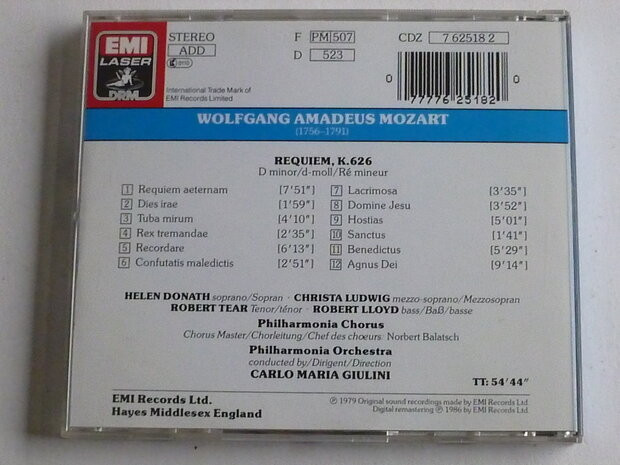 EMI
LASER
DRM
STEREO
ADD
F PM 507
D 523
CDZ 7 62518 2
International Trade Mark of
EMI Records Limited
0 77776 25182 0
WOLFGANG AMADEUS MOZART
(1756–1791)
REQUIEM, K.626
D minor/d-moll/Ré mineur
1 Requiem aeternam [7'51"]
2 Dies irae [1'59"]
3 Tuba mirum [4'10"]
4 Rex tremandae [2'35"]
5 Recordare [6'13"]
6 Confutatis maledictis [2'51"]
7 Lacrimosa [3'35"]
8 Domine Jesu [3'52"]
9 Hostias [5'01"]
10 Sanctus [1'41"]
11 Benedictus [5'29"]
12 Agnus Dei [9'14"]
HELEN DONATH soprano/Sopran · CHRISTA LUDWIG mezzo-soprano/Mezzosopran
ROBERT TEAR Tenor/ténor · ROBERT LLOYD bass/Baß/basse
Philharmonia Chorus
Chorus Master/Chorleitung/Chef des chœurs: Norbert Balatsch
Philharmonia Orchestra
conducted by/Dirigent/Direction
CARLO MARIA GIULINI
TT: 54'44"
EMI Records Ltd.
Hayes Middlesex England
℗ 1979 Original sound recordings made by EMI Records Ltd.
Digital remastering ℗ 1986 by EMI Records Ltd.